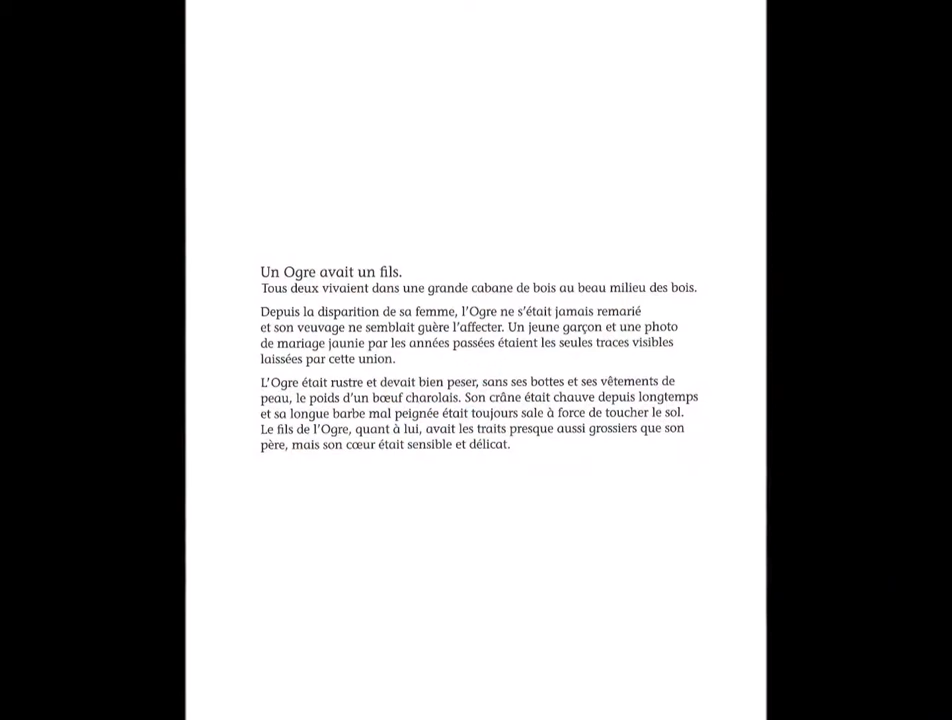 Un Ogre avait un fils.
Tous deux vivaient dans une grande cabane de bois au beau milieu des bois.
Depuis la disparition de sa femme, l'Ogre ne s'était jamais remarié
et son veuvage ne semblait guère l'affecter. Un jeune garçon et une photo
de mariage jaunie par les années passées étaient les seules traces visibles
laissées par cette union.
L'Ogre était rustre et devait bien peser, sans ses bottes et ses vêtements de
peau, le poids d'un bœuf charolais. Son crâne était chauve depuis longtemps
et sa longue barbe mal peignée était toujours sale à force de toucher le sol.
Le fils de l'Ogre, quant à lui, avait les traits presque aussi grossiers que son
père, mais son cœur était sensible et délicat.